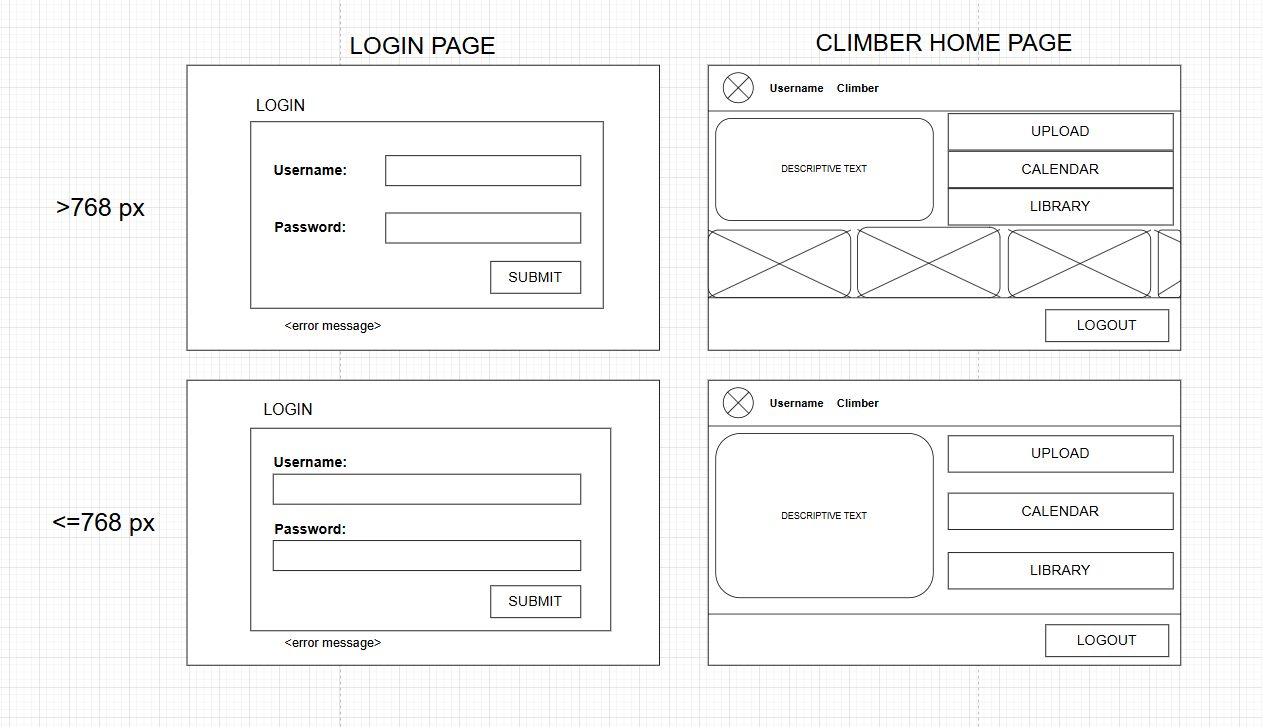 LOGIN PAGE
CLIMBER HOME PAGE
>768 px
LOGIN
Username:
Password:
SUBMIT
<error message>
Username Climber
DESCRIPTIVE TEXT
UPLOAD
CALENDAR
LIBRARY
LOGOUT
<=768 px
LOGIN
Username:
Password:
SUBMIT
<error message>
Username Climber
DESCRIPTIVE TEXT
UPLOAD
CALENDAR
LIBRARY
LOGOUT